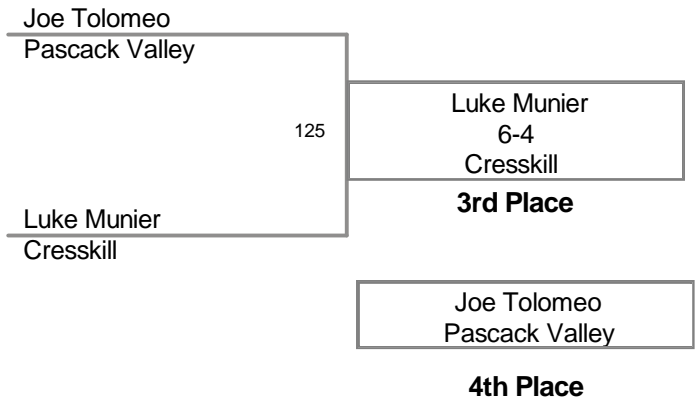 Joe Tolomeo
Pascack Valley
125
Luke Munier
6-4
Cresskill
3rd Place
Luke Munier
Cresskill
Joe Tolomeo
Pascack Valley
4th Place